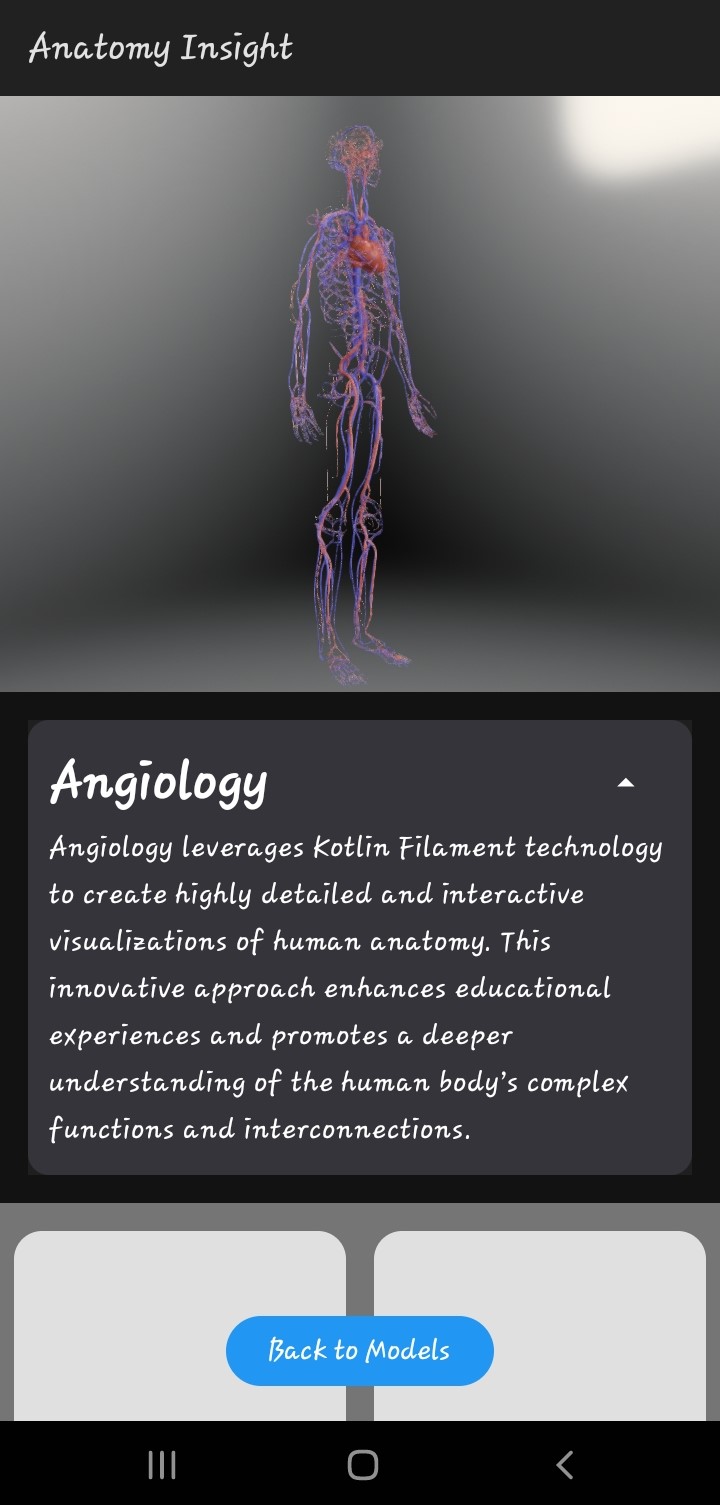 Anatomy Insight
Angiology
Angiology leverages Kotlin Filament technology
to create highly detailed and interactive
visualizations of human anatomy. This
innovative approach enhances educational
experiences and promotes a deeper
understanding of the human body's complex
functions and interconnections.
Back to Models